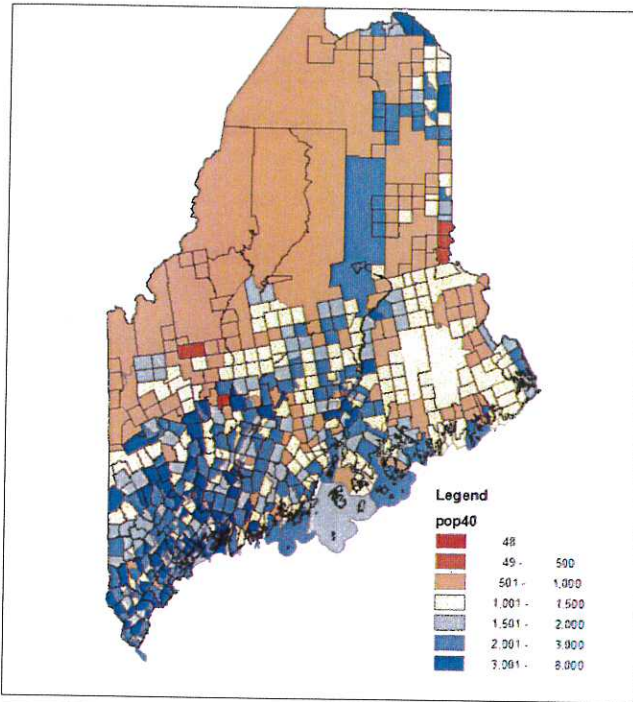 Legend
pop40
48
49 - 500
501 - 1,000
1,001 - 1,500
1,501 - 2,000
2,001 - 3,000
3,001 - 8,000